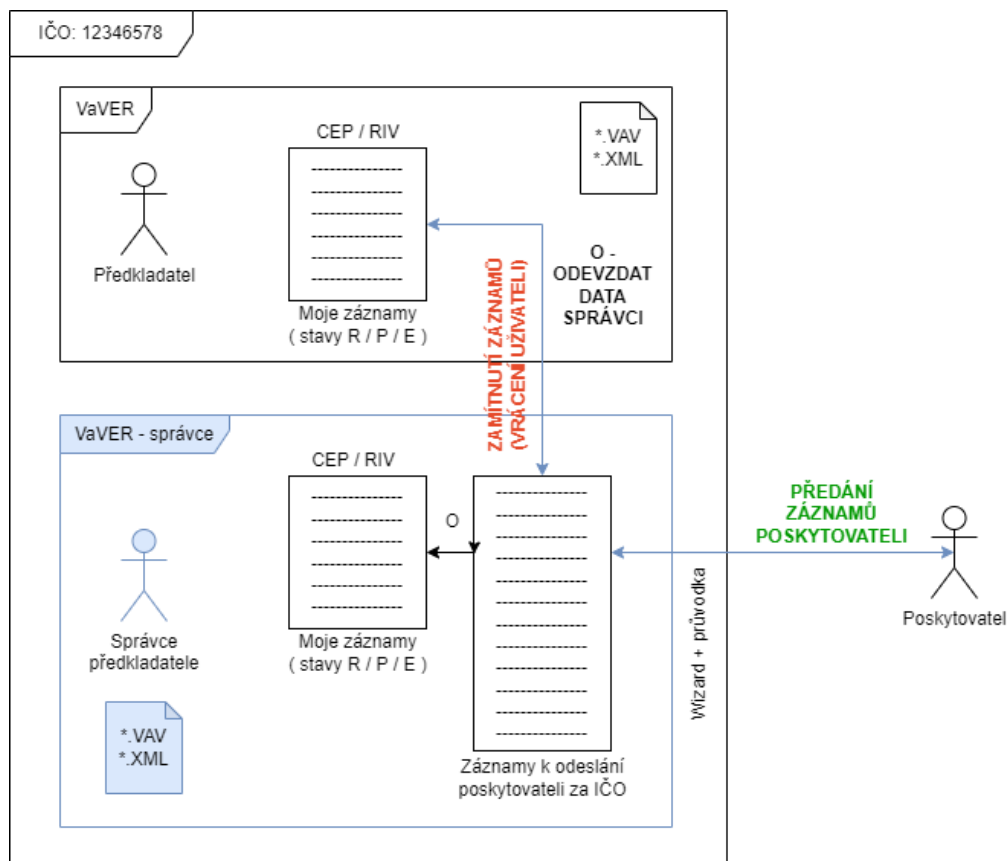 IČO: 12346578
VaVER
CEP / RIV
*.VAV
*.XML
Předkladatel
Moje záznamy
( stavy R / P / E )
O -
ODEVZDAT
DATA
SPRÁVCI
ZAMÍTNUTÍ ZÁZNAMŮ
(VRÁCENÍ UŽIVATELI)
VaVER - správce
CEP / RIV
O
Správce
předkladatele
Moje záznamy
( stavy R / P / E )
*.VAV
*.XML
Záznamy k odeslání
poskytovateli za IČO
Wizard + průvodka
PŘEDÁNÍ
ZÁZNAMŮ
POSKYTOVATELI
Poskytovatel